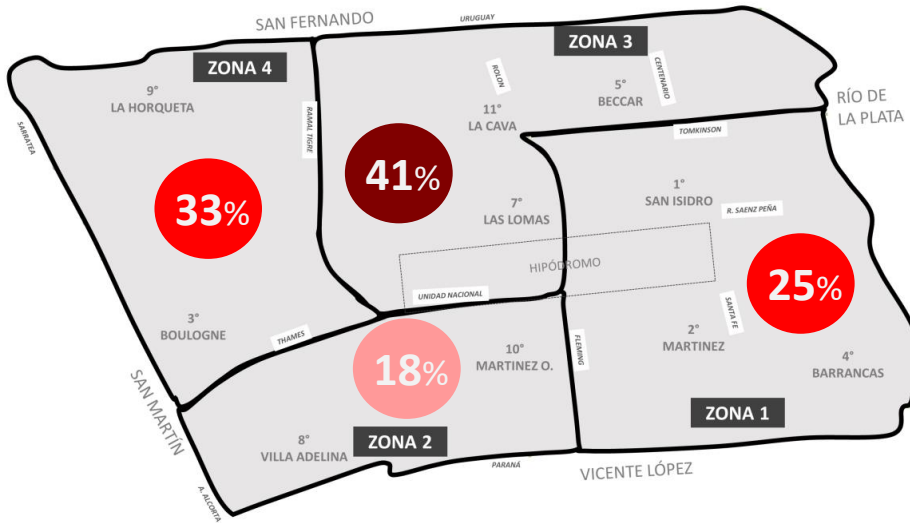 SAN FERNANDO
URUGUAY
ZONA 4
ZONA 3
9°
LA HORQUETA
ROLON
CENTENARIO
5°
BECCAR
RÍO DE
LA PLATA
SARRATEA
RAMAL TIGRE
11°
LA CAVA
TOMKINSON
41%
33%
1°
SAN ISIDRO
7°
LAS LOMAS
R. SAENZ PEÑA
HIPÓDROMO
25%
UNIDAD NACIONAL
SANTA FE
3°
BOULOGNE
THAMES
FLEMING
2°
MARTINEZ
10°
MARTINEZ O.
18%
4°
BARRANCAS
SAN MARTÍN
ZONA 1
8°
VILLA ADELINA
ZONA 2
PARANÁ
VICENTE LÓPEZ
A. ALCORTA